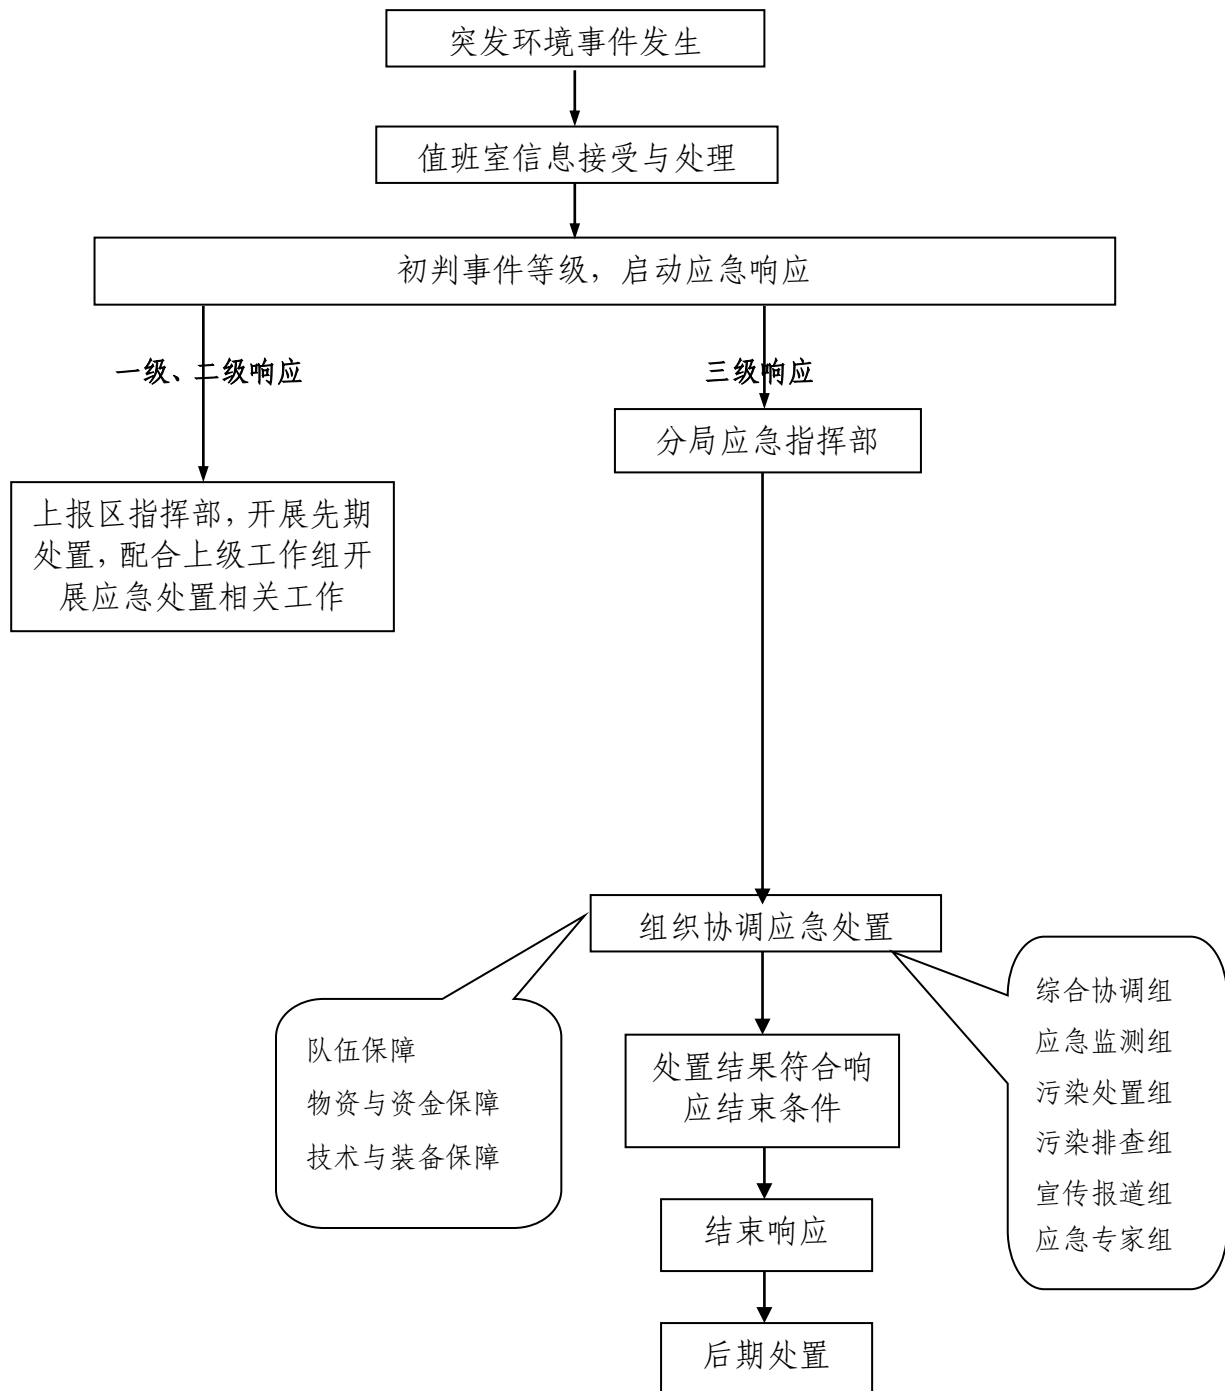 突发环境事件发生
值班室信息接受与处理
初判事件等级，启动应急响应
一级、二级响应
三级响应
分局应急指挥部
上报区指挥部，开展先期
处置，配合上级工作组开
展应急处置相关工作
组织协调应急处置
队伍保障
物资与资金保障
技术与装备保障
处置结果符合响
应结束条件
综合协调组
应急监测组
污染处置组
污染排查组
宣传报道组
应急专家组
结束响应
后期处置